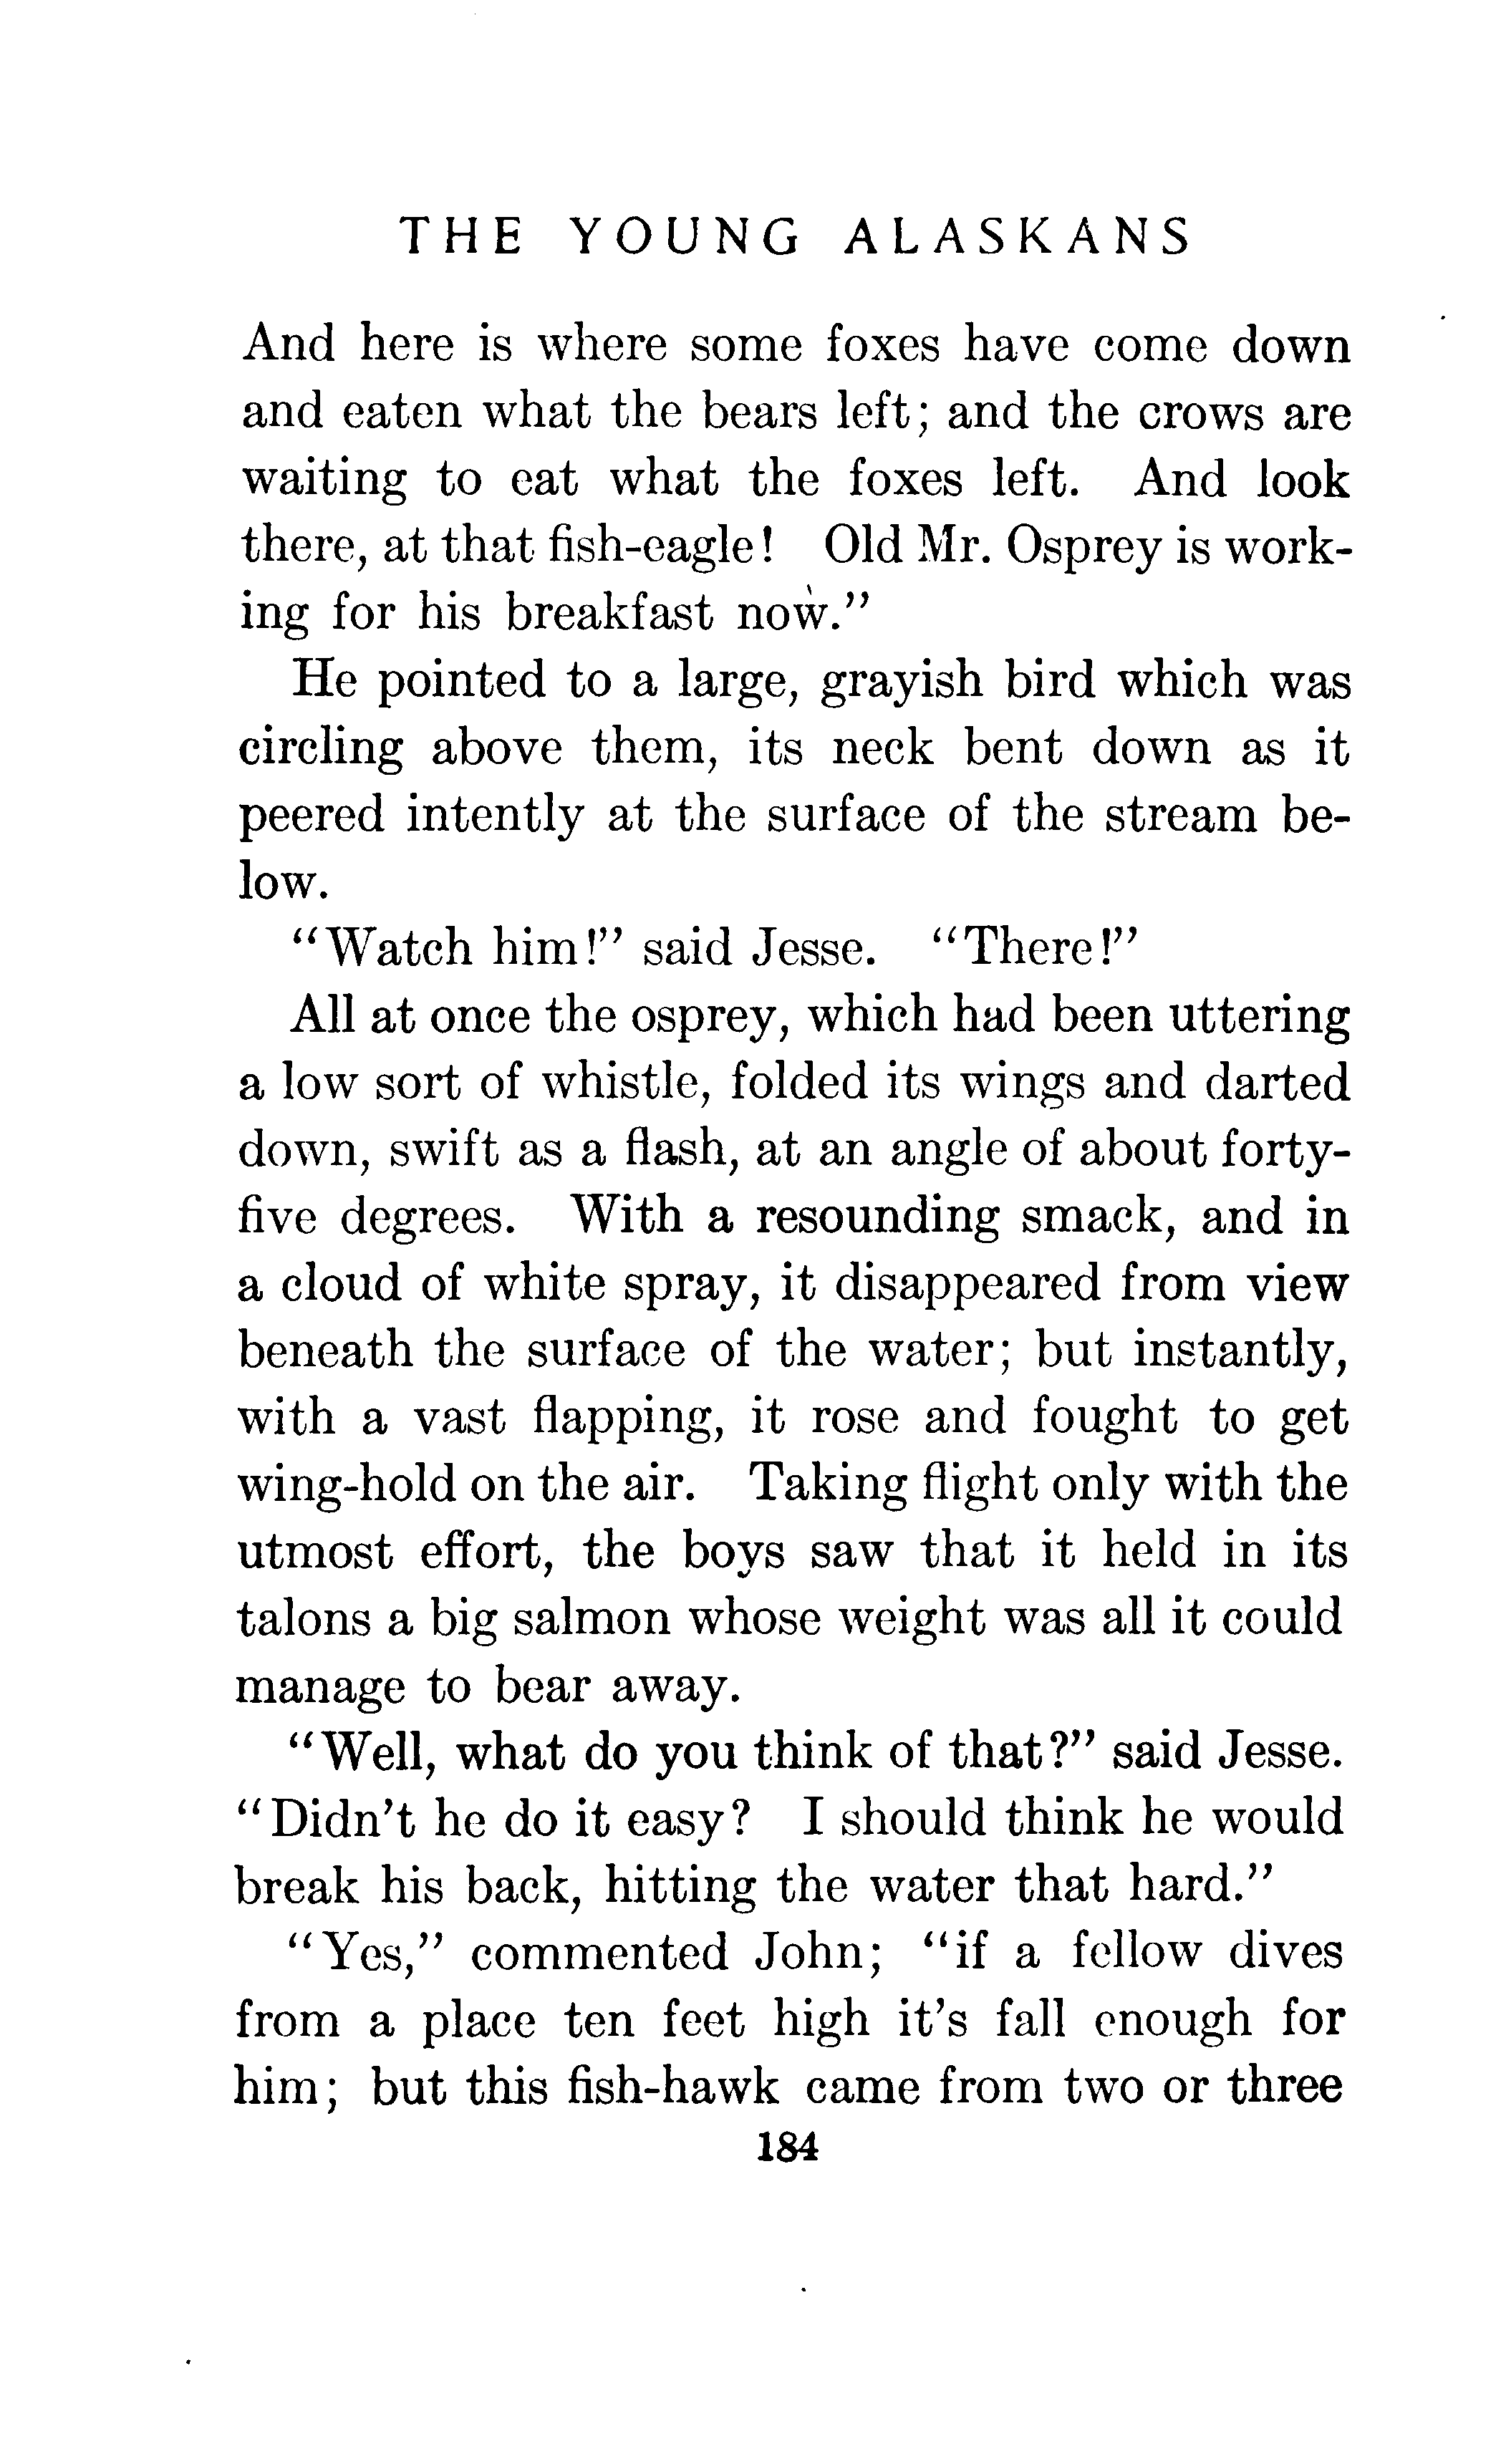 THE YOUNG ALASKANS
And here is where some foxes have come down
and eaten what the bears left; and the crows are
waiting to eat what the foxes left. And look
there, at that fish-eagle! Old Mr. Osprey is work-
ing for his breakfast now."
He pointed to a large, grayish bird which was
circling above them, its neck bent down as it
peered intently at the surface of the stream be-
low.
"Watch him!" said Jesse. "There!"
All at once the osprey, which had been uttering
a low sort of whistle, folded its wings and darted
down, swift as a flash, at an angle of about forty-
five degrees. With a resounding smack, and in
a cloud of white spray, it disappeared from view
beneath the surface of the water; but instantly,
with a vast flapping, it rose and fought to get
wing-hold on the air. Taking flight only with the
utmost effort, the boys saw that it held in its
talons a big salmon whose weight was all it could
manage to bear away.
"Well, what do you think of that?" said Jesse.
"Didn't he do it easy? I should think he would
break his back, hitting the water that hard."
"Yes," commented John; "if a fellow dives
from a place ten feet high it's fall enough for
him; but this fish-hawk came from two or three
184